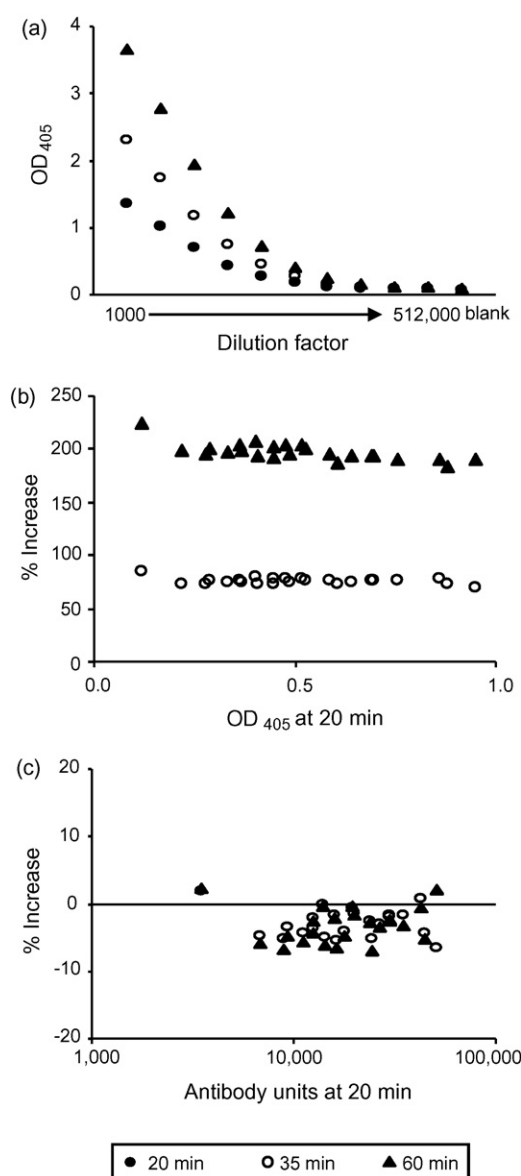 (a)
4
3
2
1
0
OD405
1000 512,000 blank
Dilution factor
(b)
250
200
150
100
50
0
% Increase
0.0 0.5 1.0
OD 405 at 20 min
(c)
20
10
0
-10
-20
% Increase
1,000 10,000 100,000
Antibody units at 20 min
20 min 35 min 60 min